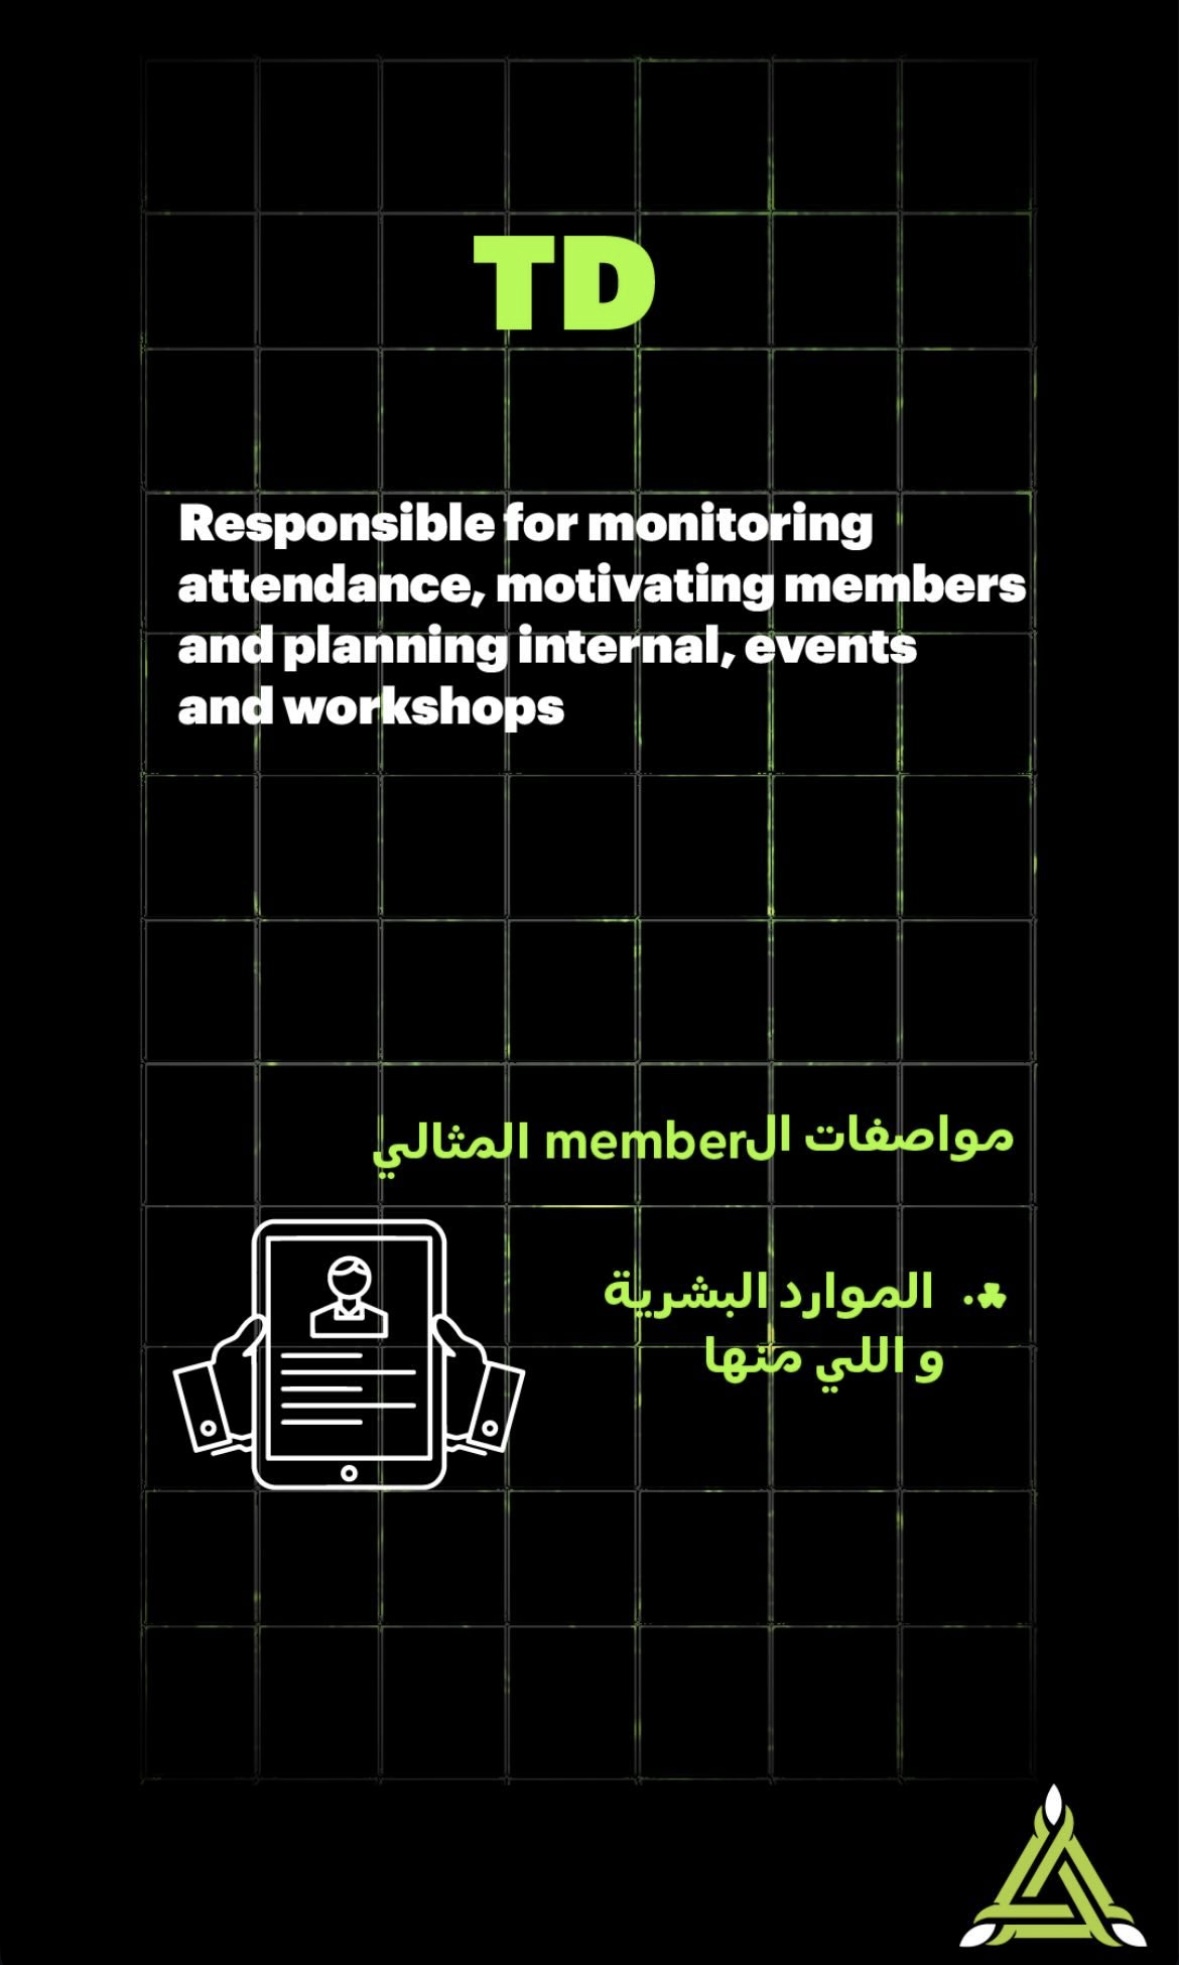 TD
Responsible for monitoring
attendance, motivating members
and planning internal, events
and workshops
مواصفات الmember المثالي
الموارد البشرية
و اللي منها